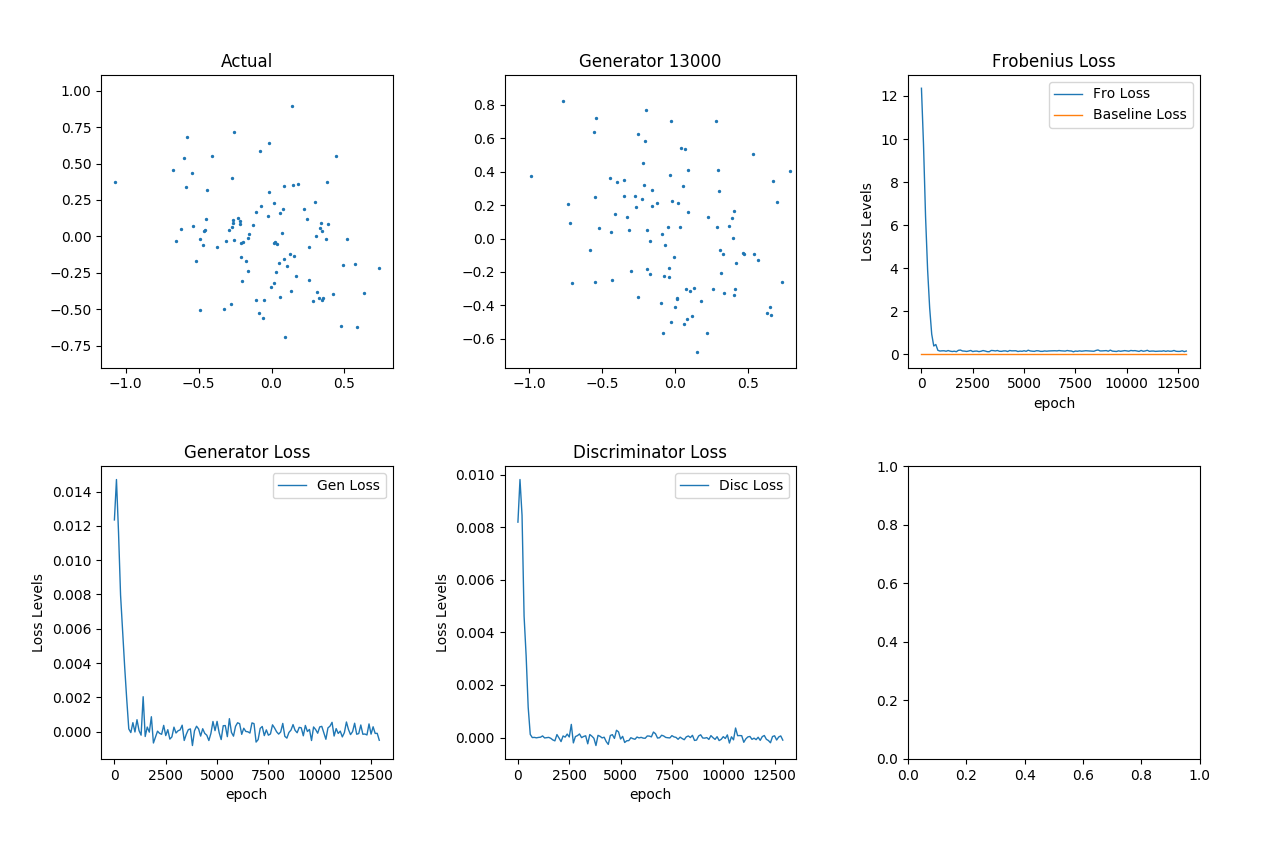 Actual
1.00
0.75
0.50
0.25
0.00
−0.25
−0.50
−0.75
−1.0 −0.5 0.0 0.5
Generator 13000
0.8
0.6
0.4
0.2
0.0
−0.2
−0.4
−0.6
−1.0 −0.5 0.0 0.5
Frobenius Loss
Fro Loss
Baseline Loss
Loss Levels
12
10
8
6
4
2
0
0 2500 5000 7500 10000 12500
epoch
Generator Loss
Gen Loss
Loss Levels
0.014
0.012
0.010
0.008
0.006
0.004
0.002
0.000
0 2500 5000 7500 10000 12500
epoch
Discriminator Loss
Disc Loss
Loss Levels
0.010
0.008
0.006
0.004
0.002
0.000
0 2500 5000 7500 10000 12500
epoch
1.0
0.8
0.6
0.4
0.2
0.0
0.0 0.2 0.4 0.6 0.8 1.0